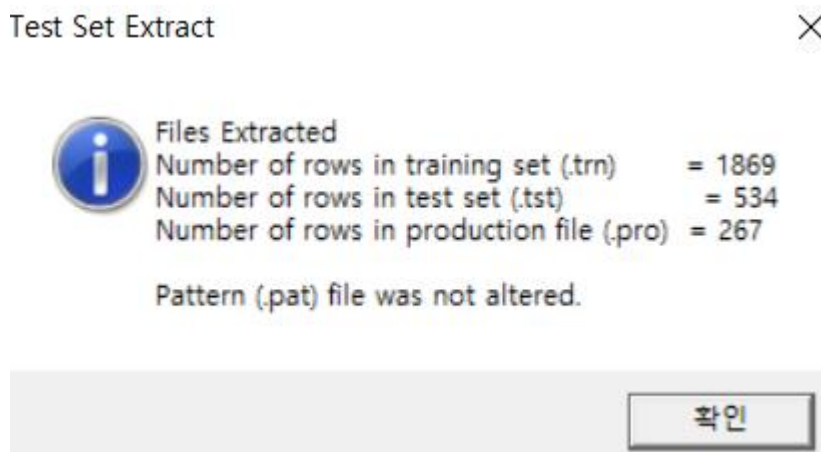 Test Set Extract
Files Extracted
Number of rows in training set (.trn) = 1869
Number of rows in test set (.tst) = 534
Number of rows in production file (.pro) = 267
Pattern (.pat) file was not altered.
확인